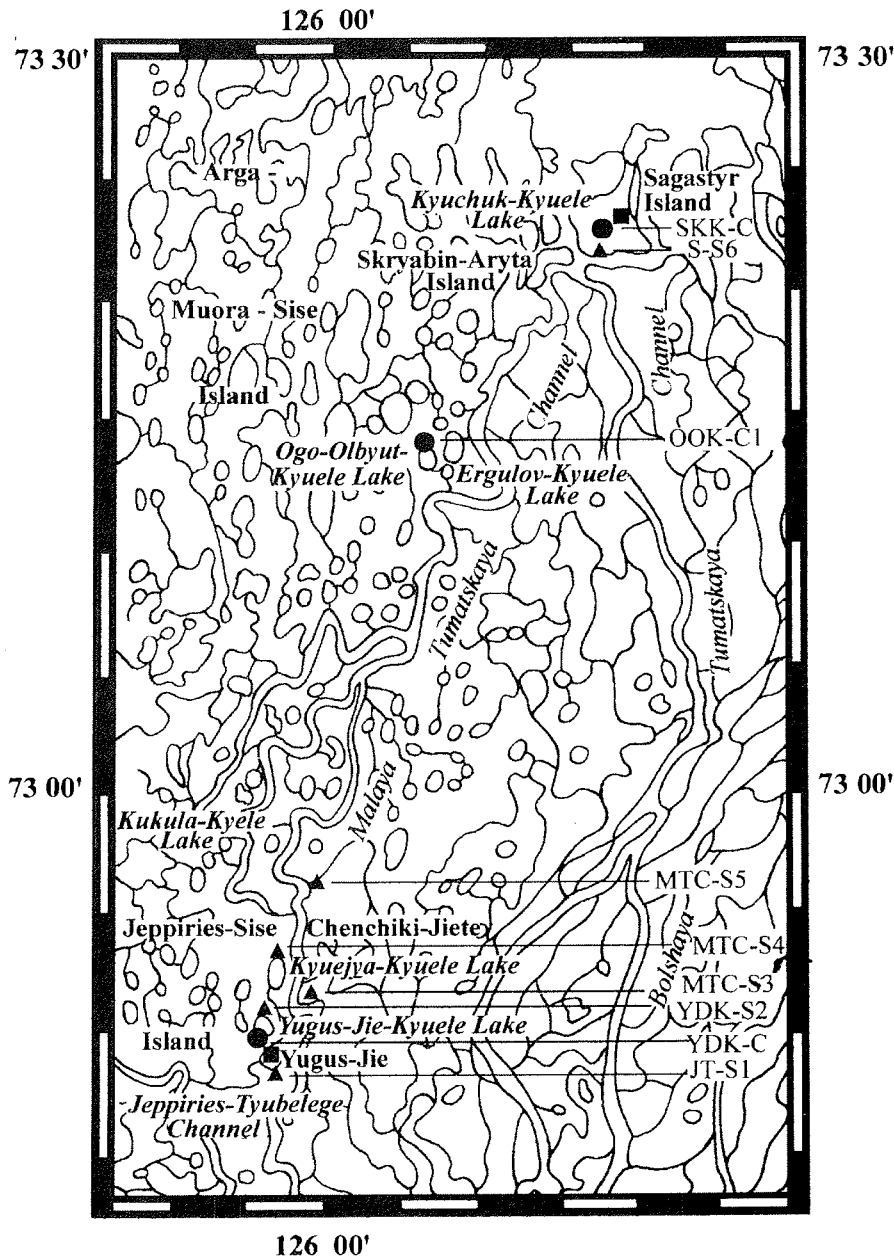 126 00'
73 30'
73 30'
Arga -
Kyuchuk-Kyuele
Lake
Sagastyr
Island
SKK-C
S-S6
Skryabin-Aryta
Island
Muora - Sise
Island
Channel
Channel
OOK-C1
Ogo-Olbyut-
Kyuele Lake
Ergulov-Kyuele
Lake
Tumatskaya
Tumatskaya
73 00'
73 00'
Malaya
Kukula-Kyele
Lake
MTC-S5
Jeppiries-Sise
Chenchiki-Jiete
MTC-S4
Kyuejya-Kyuele Lake
Bolshaya
MTC-S3
YDK-S2
Yugus-Jie-Kyuele Lake
Island
YDK-C
Yugus-Jie
JT-S1
Jeppiries-Tyubelege
Channel
126 00'